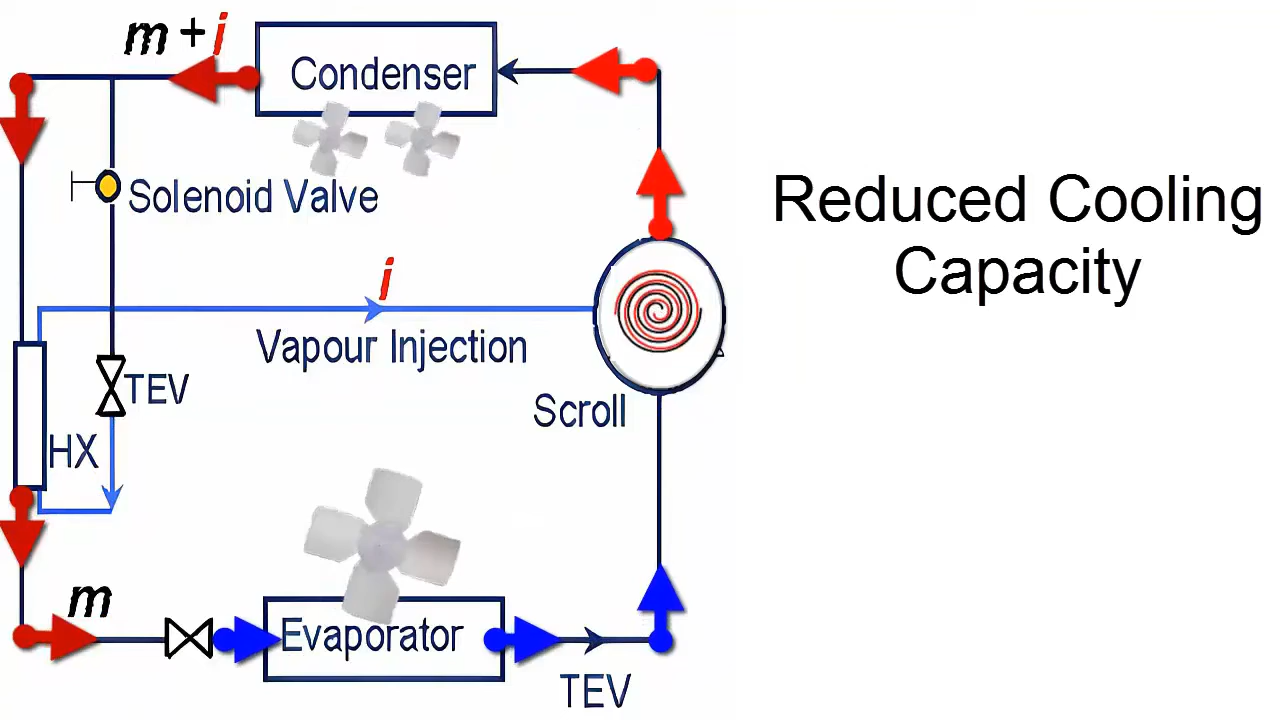 m+i
Condenser
Solenoid Valve
Reduced Cooling
Capacity
i
Vapour Injection
TEV
Scroll
HX
m
Evaporator
TEV